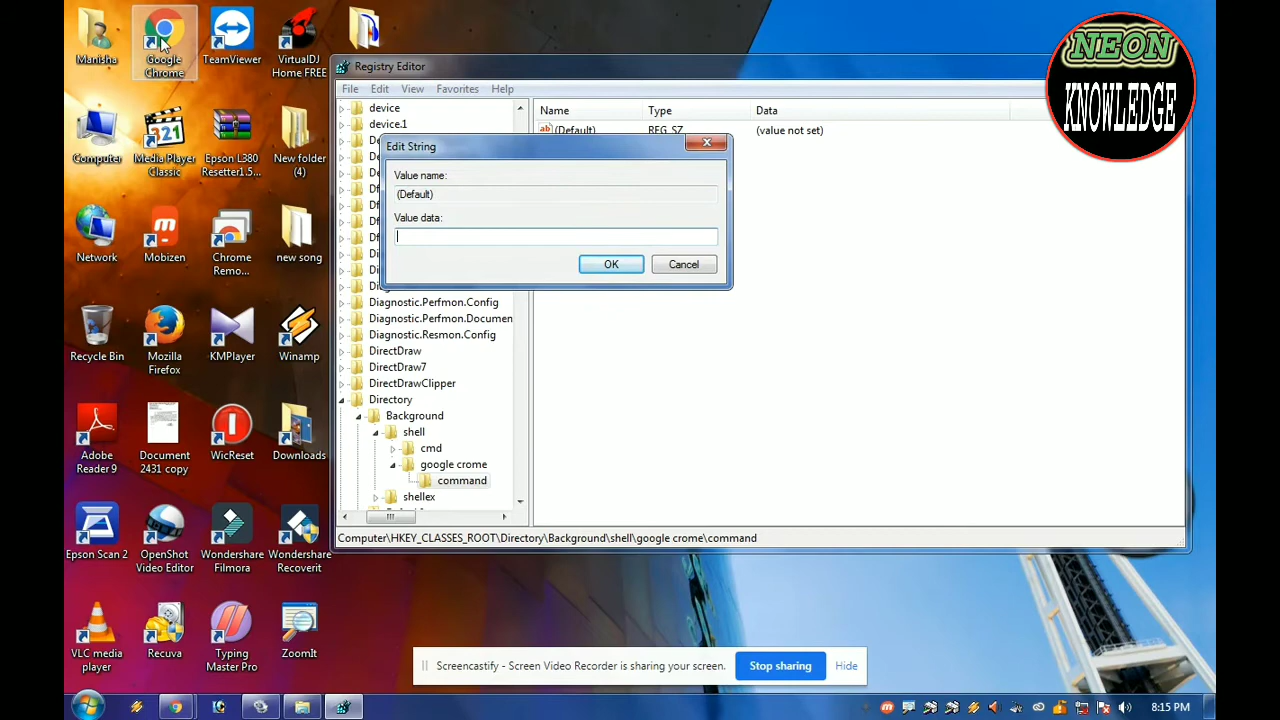 Manisha
Google
Chrome
TeamViewer
VirtualDJ
Home FREE
Computer
Media Player
Classic
Epson L380
Resetter1.5...
New folder
(4)
Network
Mobizen
Chrome
Remo...
new song
Recycle Bin
Mozilla
Firefox
KMPlayer
Winamp
Adobe
Reader 9
Document
2431 copy
WicReset
Downloads
Epson Scan 2
OpenShot
Video Editor
Wondershare
Filmora
Wondershare
Recoverit
VLC media
player
Recuva
Typing
Master Pro
ZoomIt
Registry Editor
File Edit View Favorites Help
device
device.1
Diagnostic.Perfmon.Config
Diagnostic.Perfmon.Documen
Diagnostic.Resmon.Config
DirectDraw
DirectDraw7
DirectDrawClipper
Directory
Background
shell
cmd
google crome
command
shellex
Name Type Data
(Default) REG_SZ (value not set)
Edit String
Value name:
(Default)
Value data:
OK Cancel
Computer\HKEY_CLASSES_ROOT\Directory\Background\shell\google crome\command
NEON
KNOWLEDGE
Screencastify - Screen Video Recorder is sharing your screen. Stop sharing Hide
8:15 PM